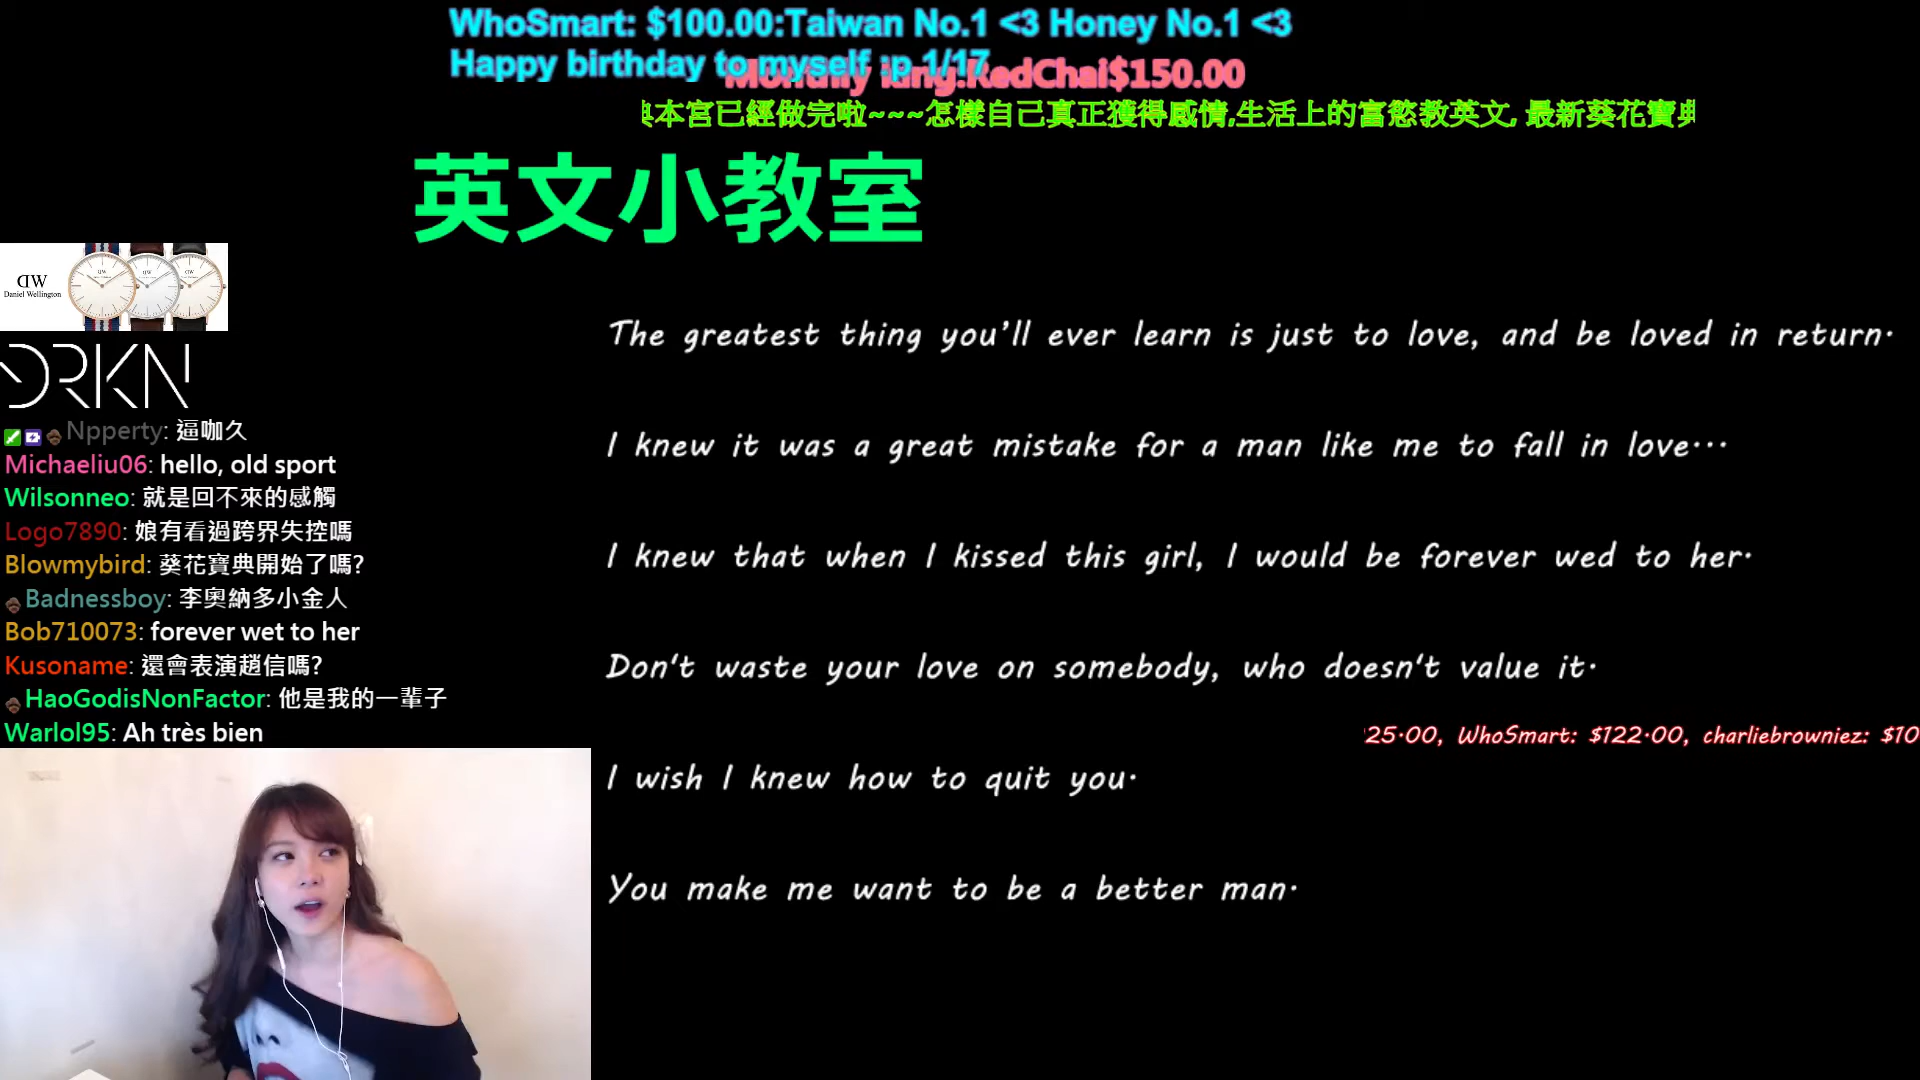 WhoSmart: $100.00:Taiwan No.1 <3 Honey No.1 <3
Happy birthday to myself :p 1/17
Monthly king:RedChai$150.00
本宮已經做完啦~~~怎樣自己真正獲得感情,生活上的富慾教英文, 最新葵花寶典
英文小教室
DW
Daniel Wellington
DRKN
The greatest thing you'll ever learn is just to love, and be loved in return.
I knew it was a great mistake for a man like me to fall in love...
I knew that when I kissed this girl, I would be forever wed to her.
Don't waste your love on somebody, who doesn't value it.
I wish I knew how to quit you.
You make me want to be a better man.
Npperty: 逼咖久
Michaeliu06: hello, old sport
Wilsonneo: 就是回不來的感觸
Logo7890: 娘有看過跨界失控嗎
Blowmybird: 葵花寶典開始了嗎?
Badnessboy: 李奧納多小金人
Bob710073: forever wet to her
Kusoname: 還會表演趙信嗎?
HaoGodisNonFactor: 他是我的一輩子
Warlol95: Ah très bien
25.00, WhoSmart: $122.00, charliebrowniez: $10